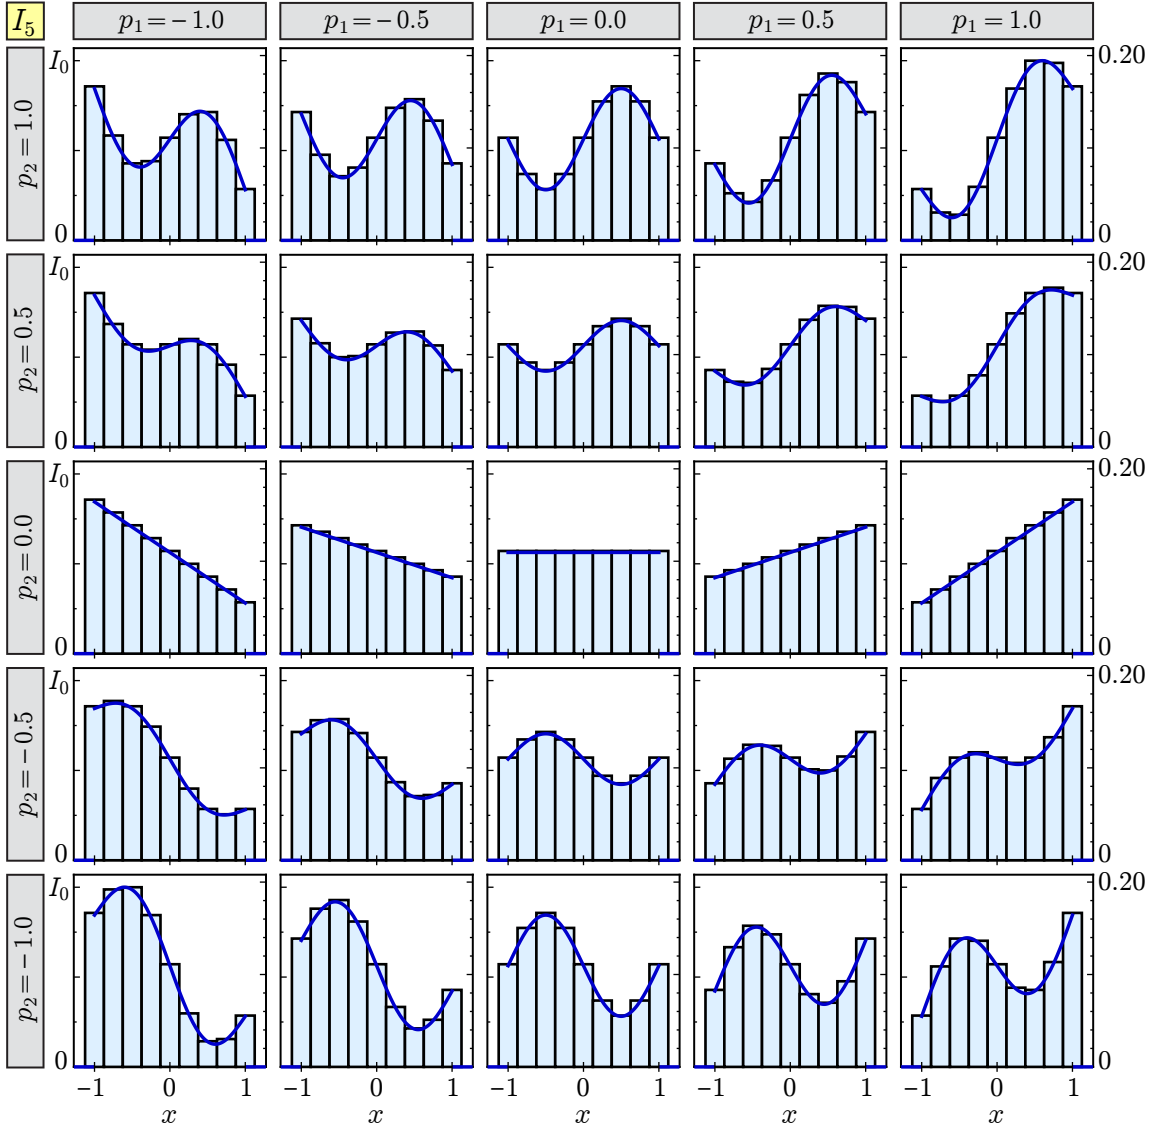 I₅ p₁ = −1.0 p₁ = −0.5 p₁ = 0.0 p₁ = 0.5 p₁ = 1.0
p₂ = 1.0 I₀ 0 0.20 0
p₂ = 0.5 I₀ 0 0.20 0
p₂ = 0.0 I₀ 0 0.20 0
p₂ = −0.5 I₀ 0 0.20 0
p₂ = −1.0 I₀ 0 0.20 0
−1 0 1 −1 0 1 −1 0 1 −1 0 1 −1 0 1
x x x x x